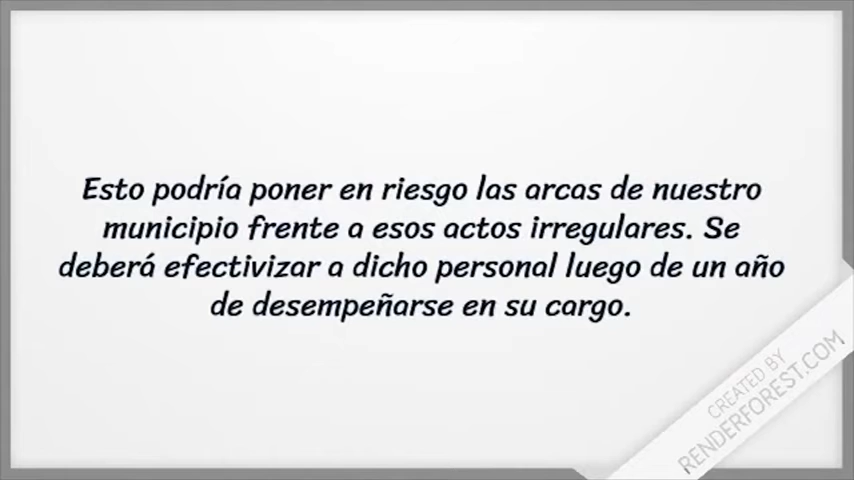 Esto podría poner en riesgo las arcas de nuestro
municipio frente a esos actos irregulares. Se
deberá efectivizar a dicho personal luego de un año
de desempeñarse en su cargo.
CREATED BY
RENDERFOREST.COM